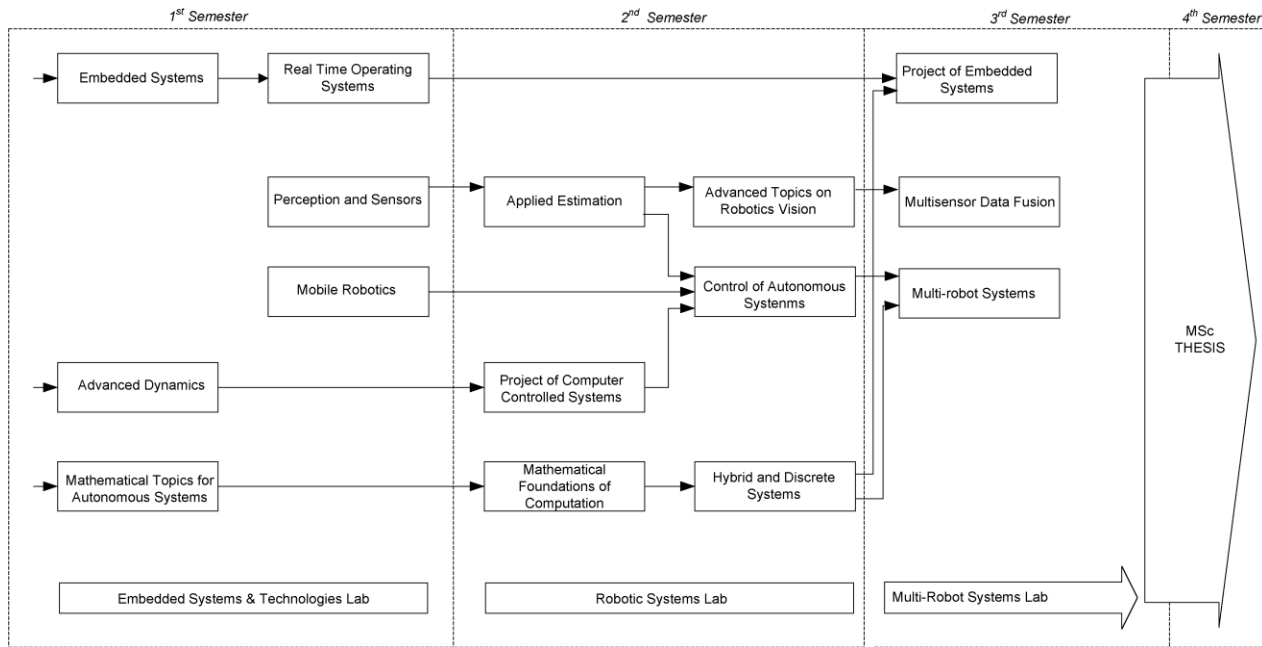 1st Semester
2nd Semester
3rd Semester
4th Semester
Embedded Systems
Real Time Operating
Systems
Project of Embedded
Systems
Perception and Sensors
Applied Estimation
Advanced Topics on
Robotics Vision
Multisensor Data Fusion
Mobile Robotics
Control of Autonomous
Systenms
Multi-robot Systems
MSc
THESIS
Advanced Dynamics
Project of Computer
Controlled Systems
Mathematical Topics for
Autonomous Systems
Mathematical
Foundations of
Computation
Hybrid and Discrete
Systems
Embedded Systems & Technologies Lab
Robotic Systems Lab
Multi-Robot Systems Lab